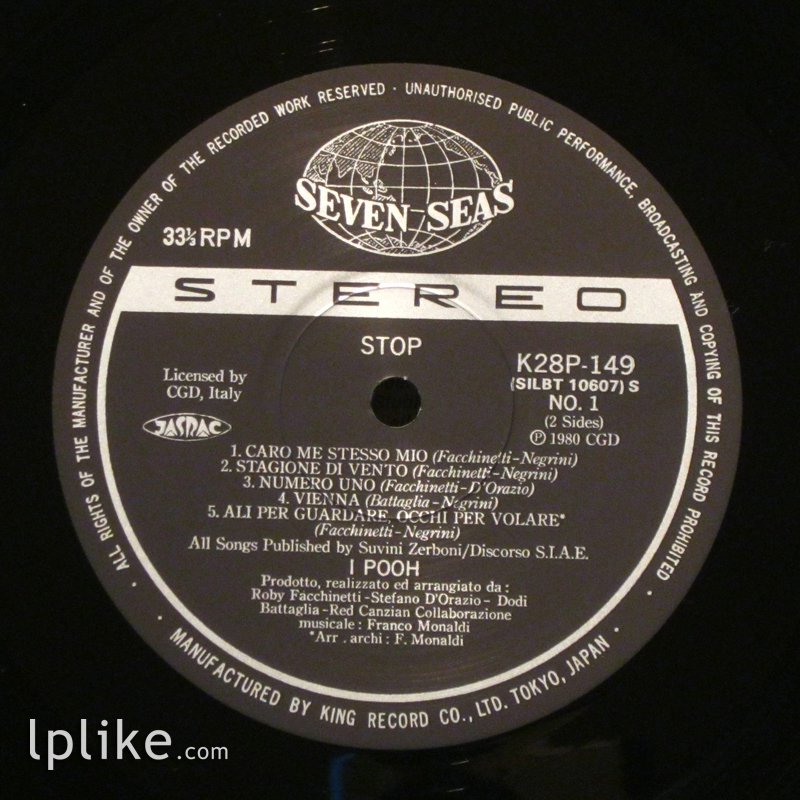 ALL RIGHTS OF THE MANUFACTURER AND OF THE OWNER OF THE RECORDED WORK RESERVED · UNAUTHORISED PUBLIC PERFORMANCE, BROADCASTING AND COPYING OF THIS RECORD PROHIBITED
SEVEN SEAS
33⅓ RPM
STEREO
STOP
K28P-149
(SILBT 10607) S
NO. 1
(2 Sides)
Ⓟ 1980 CGD
Licensed by
CGD, Italy
JASRAC
1. CARO ME STESSO MIO (Facchinetti-Negrini)
2. STAGIONE DI VENTO (Facchinetti-Negrini)
3. NUMERO UNO (Facchinetti-D'Orazio)
4. VIENNA (Battaglia-Negrini)
5. ALI PER GUARDARE, OCCHI PER VOLARE*
(Facchinetti-Negrini)
All Songs Published by Suvini Zerboni/Discorso S.I.A.E.
I POOH
Prodotto, realizzato ed arrangiato da :
Roby Facchinetti-Stefano D'Orazio- Dodi
Battaglia-Red Canzian Collaborazione
musicale : Franco Monaldi
*Arr . archi : F. Monaldi
· MANUFACTURED BY KING RECORD CO., LTD. TOKYO, JAPAN ·
lplike.com